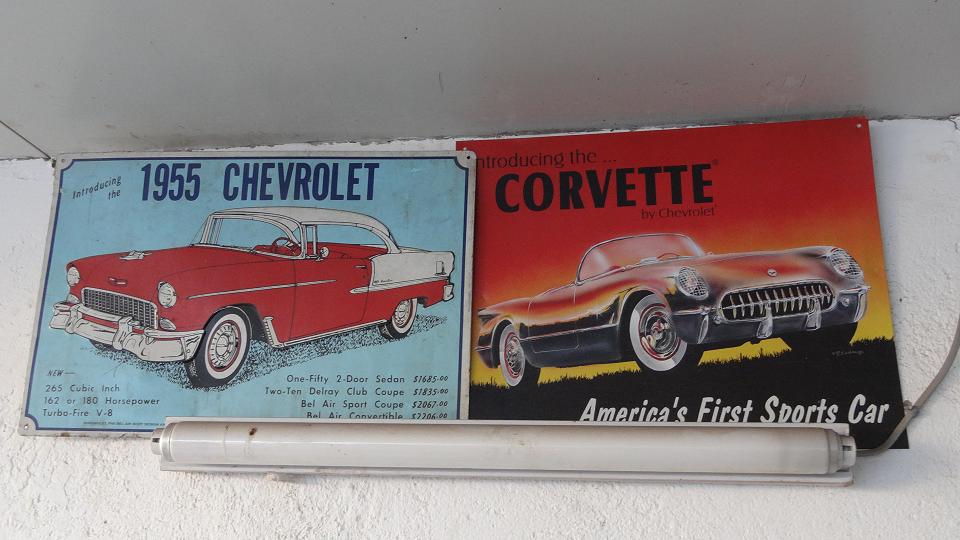 Introducing
the
1955 CHEVROLET
NEW —
265 Cubic Inch
162 or 180 Horsepower
Turbo-Fire V-8
One-Fifty 2-Door Sedan $1685.00
Two-Ten Delray Club Coupe $1835.00
Bel Air Sport Coupe $2067.00
Bel Air Convertible $2206.00
ntroducing the ...
CORVETTE®
by Chevrolet
America's First Sports Car